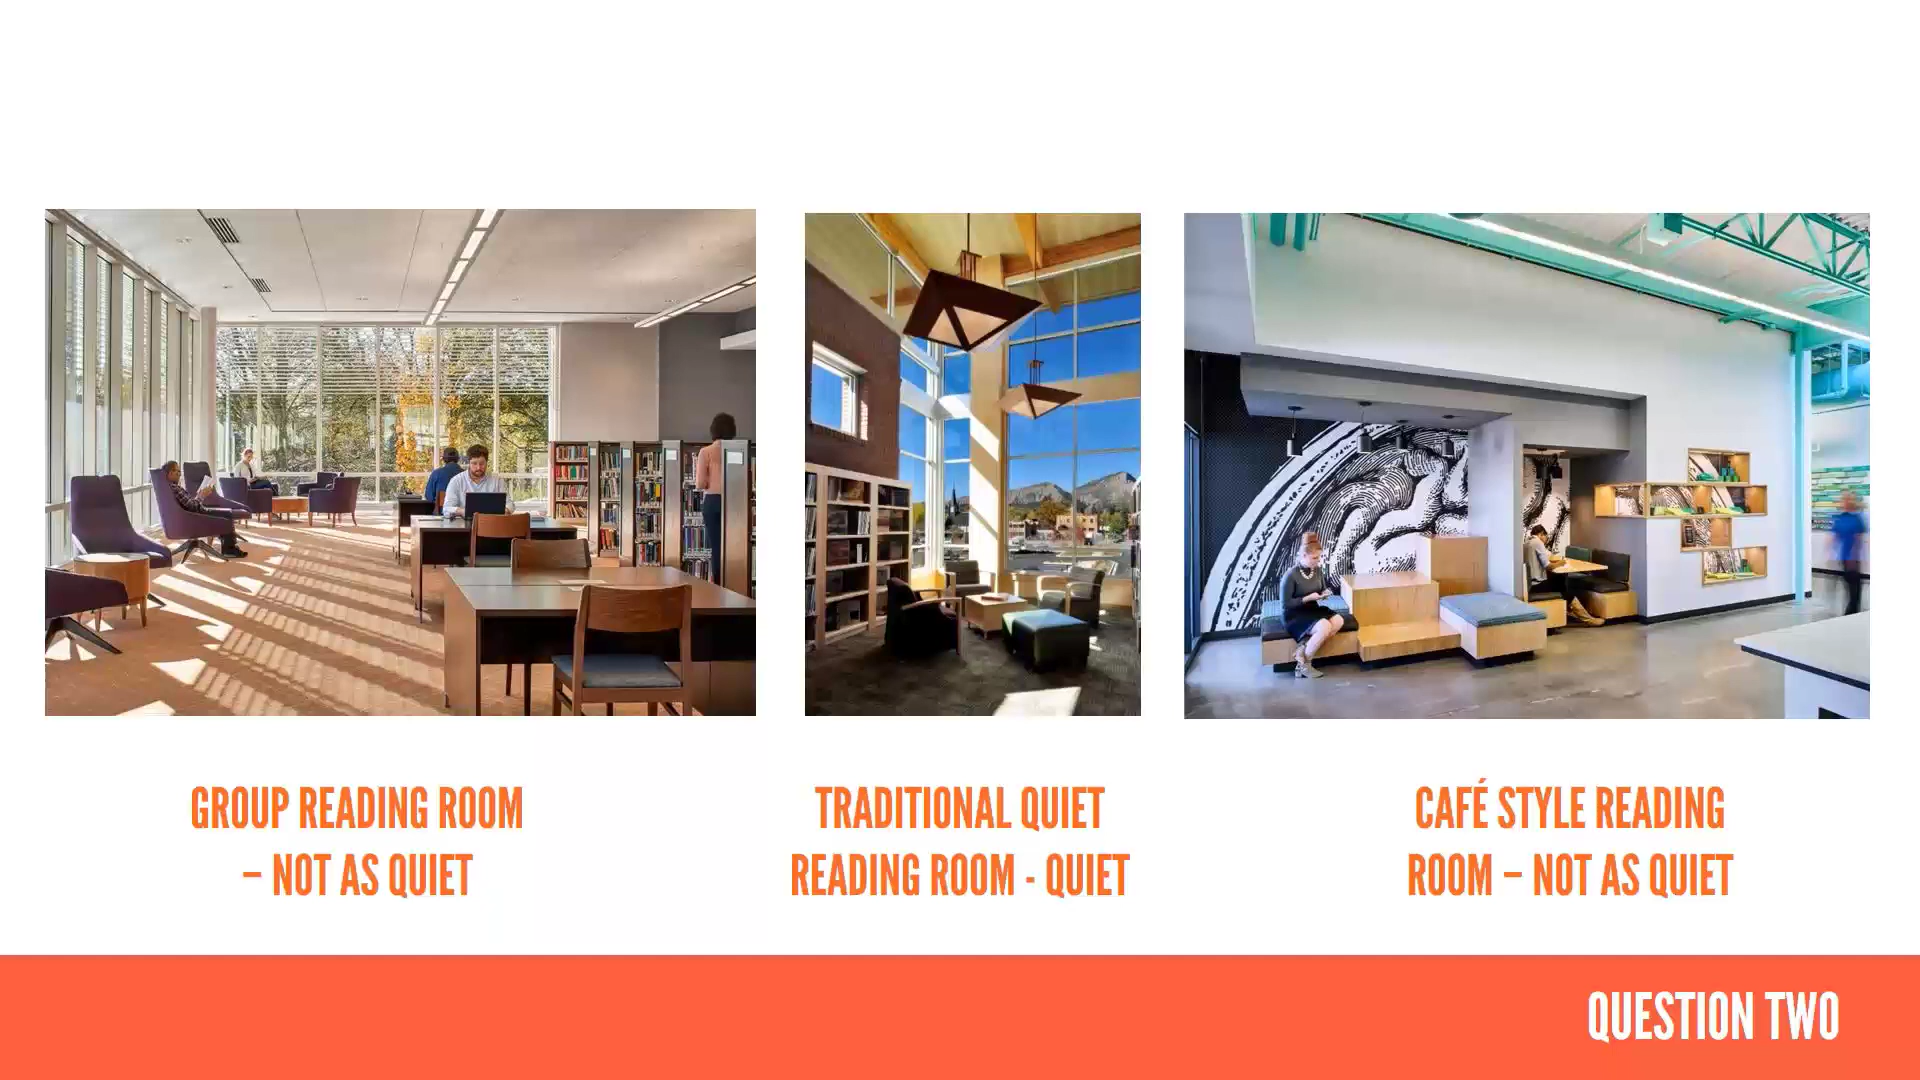 GROUP READING ROOM
– NOT AS QUIET
TRADITIONAL QUIET
READING ROOM - QUIET
CAFÉ STYLE READING
ROOM – NOT AS QUIET
QUESTION TWO